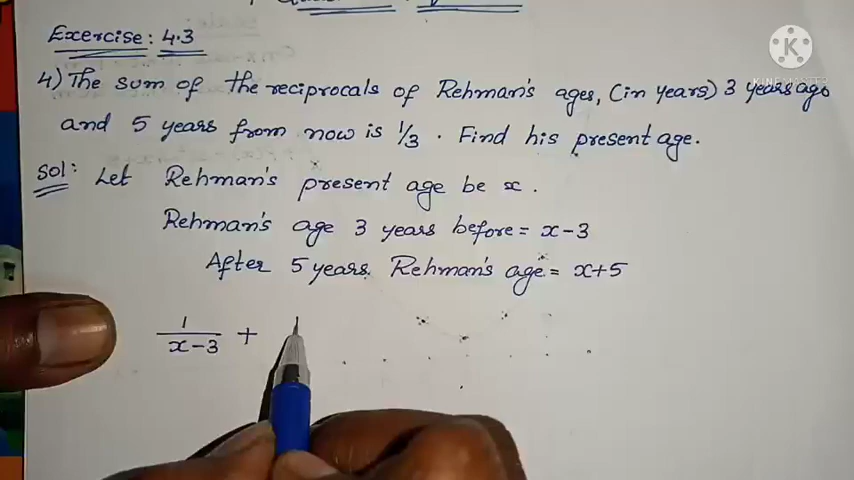 Exercise: 4.3
K
KINEMASTER
4) The sum of the reciprocals of Rehman's ages, (in years) 3 years ago
and 5 years from now is 1/3. Find his present age.
Sol: Let Rehman's present age be x.
Rehman's age 3 years before = x-3
After 5 years. Rehman's age = x+5
1/(x-3) + 1